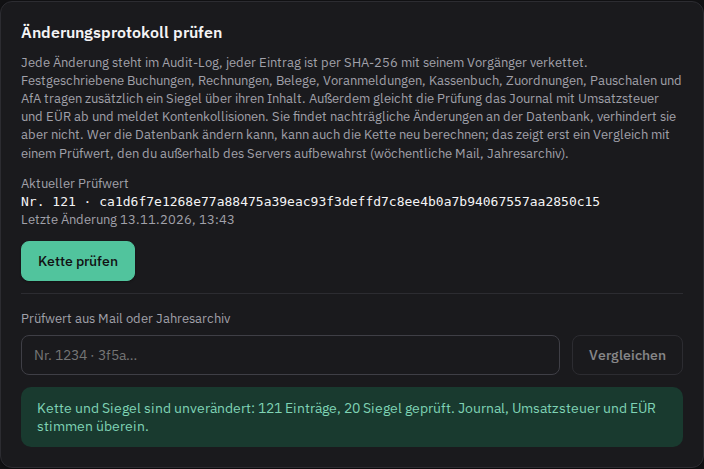 Änderungsprotokoll prüfen
Jede Änderung steht im Audit-Log, jeder Eintrag ist per SHA-256 mit seinem Vorgänger verkettet.
Festgeschriebene Buchungen, Rechnungen, Belege, Voranmeldungen, Kassenbuch, Zuordnungen, Pauschalen und
AfA tragen zusätzlich ein Siegel über ihren Inhalt. Außerdem gleicht die Prüfung das Journal mit Umsatzsteuer
und EÜR ab und meldet Kontenkollisionen. Sie findet nachträgliche Änderungen an der Datenbank, verhindert sie
aber nicht. Wer die Datenbank ändern kann, kann auch die Kette neu berechnen; das zeigt erst ein Vergleich mit
einem Prüfwert, den du außerhalb des Servers aufbewahrst (wöchentliche Mail, Jahresarchiv).
Aktueller Prüfwert
Nr. 121 · ca1d6f7e1268e77a88475a39eac93f3deffd7c8ee4b0a7b94067557aa2850c15
Letzte Änderung 13.11.2026, 13:43
Kette prüfen
Prüfwert aus Mail oder Jahresarchiv
Nr. 1234 · 3f5a…
Vergleichen
Kette und Siegel sind unverändert: 121 Einträge, 20 Siegel geprüft. Journal, Umsatzsteuer und EÜR
stimmen überein.